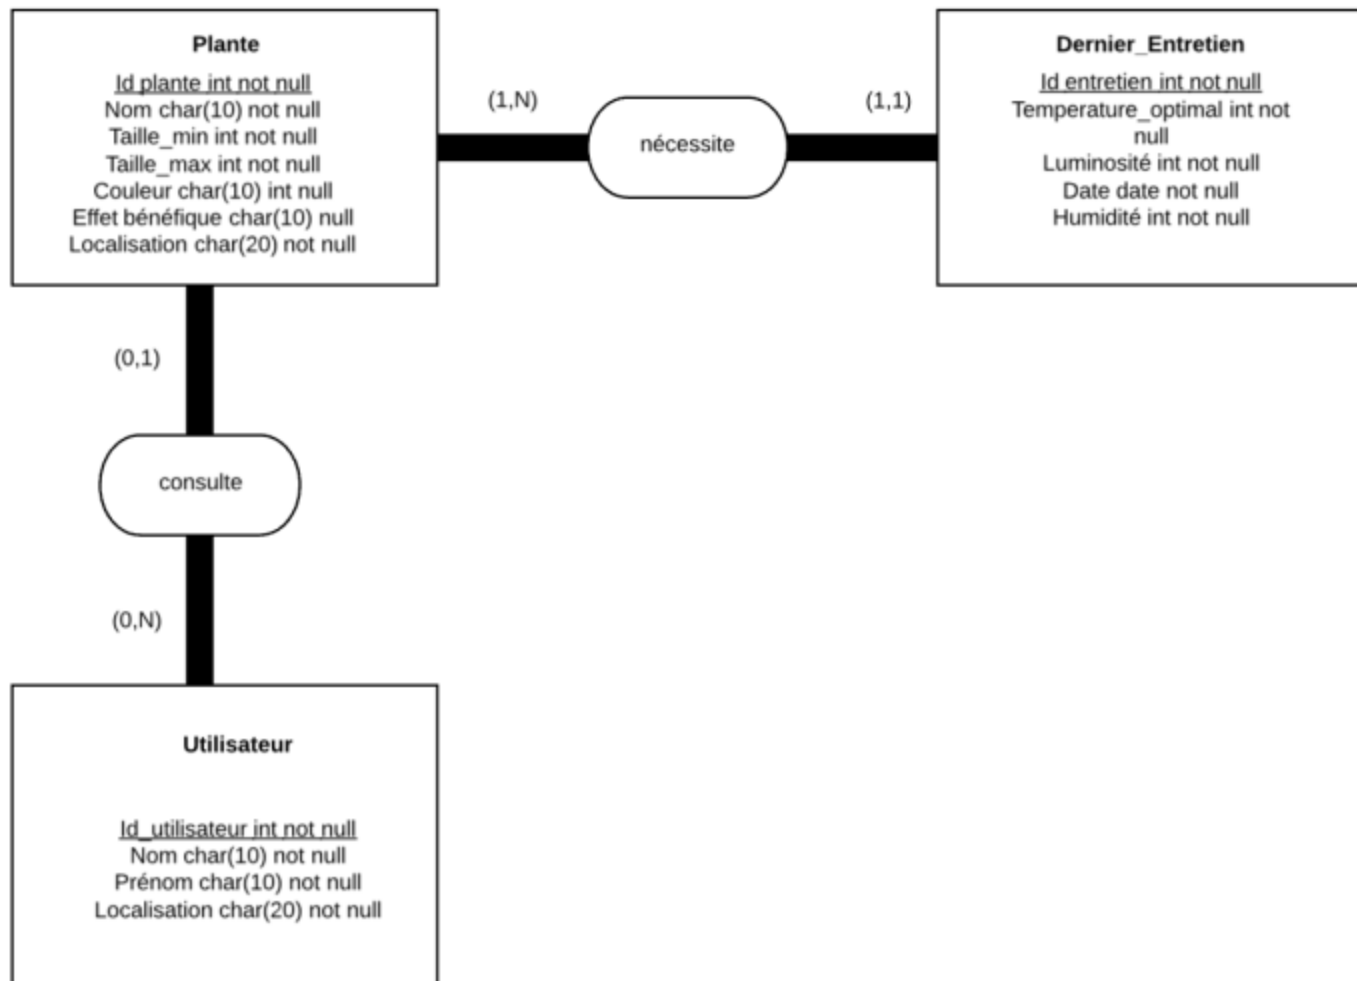 Plante
Id plante int not null
Nom char(10) not null
Taille_min int not null
Taille_max int not null
Couleur char(10) int null
Effet bénéfique char(10) null
Localisation char(20) not null
(1,N)
nécessite
(1,1)
Dernier_Entretien
Id entretien int not null
Temperature_optimal int not
null
Luminosité int not null
Date date not null
Humidité int not null
(0,1)
consulte
(0,N)
Utilisateur
Id_utilisateur int not null
Nom char(10) not null
Prénom char(10) not null
Localisation char(20) not null